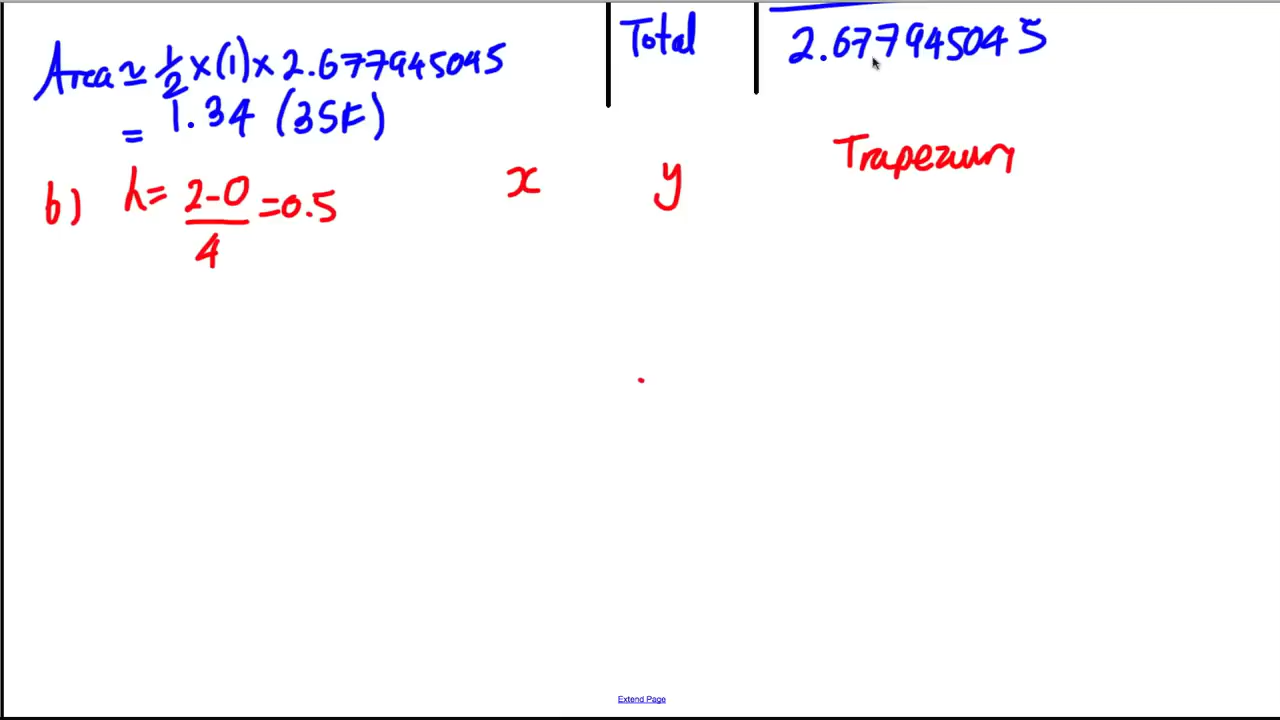 Total 2.677945045
Area ≃ 1/2 x (1) x 2.677945045
= 1.34 (3SF)
b) h = 2-0/4 = 0.5
x y Trapezium
Extend Page